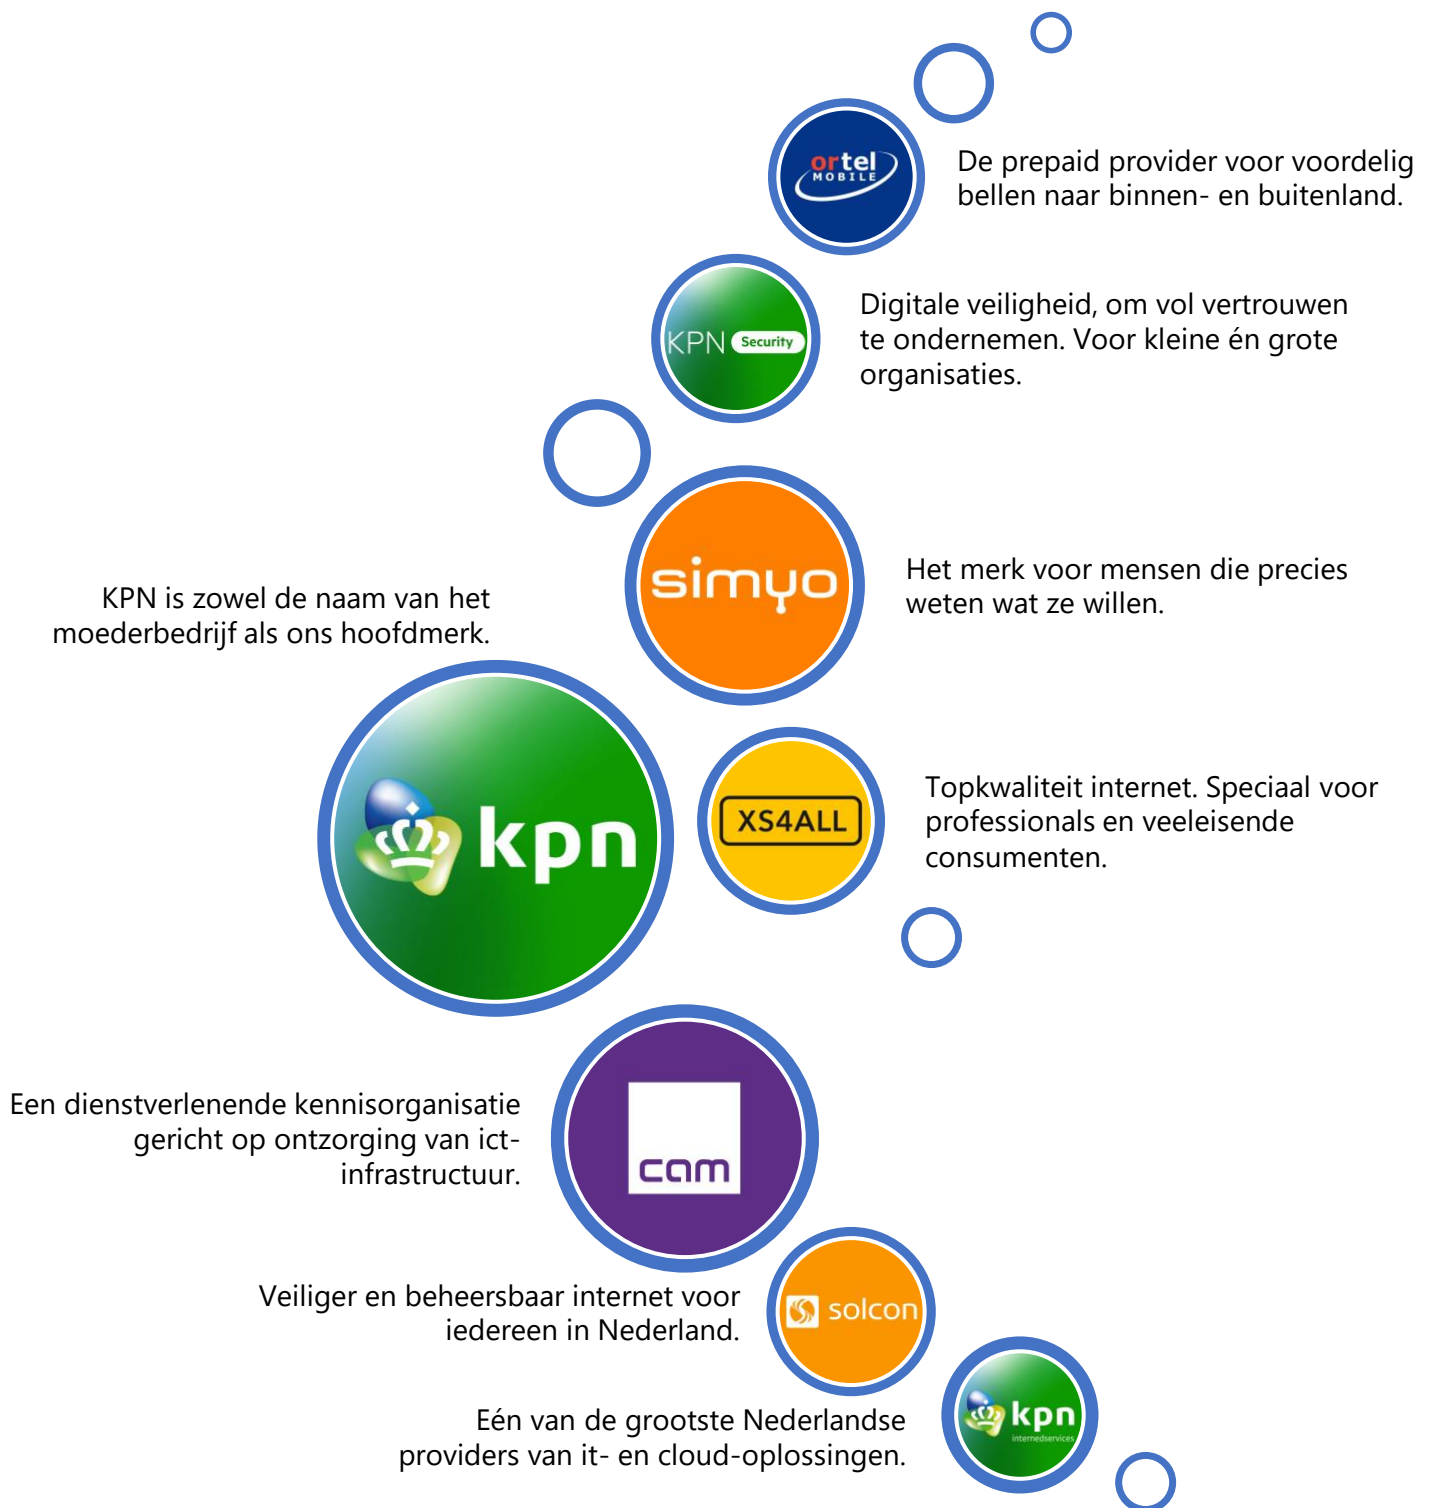 ortel
MOBILE
De prepaid provider voor voordelig
bellen naar binnen- en buitenland.
KPN Security
Digitale veiligheid, om vol vertrouwen
te ondernemen. Voor kleine én grote
organisaties.
simyo
Het merk voor mensen die precies
weten wat ze willen.
KPN is zowel de naam van het
moederbedrijf als ons hoofdmerk.
kpn
XS4ALL
Topkwaliteit internet. Speciaal voor
professionals en veeleisende
consumenten.
Een dienstverlenende kennisorganisatie
gericht op ontzorging van ict-
infrastructuur.
cam
Veiliger en beheersbaar internet voor
iedereen in Nederland.
solcon
Eén van de grootste Nederlandse
providers van it- en cloud-oplossingen.
kpn
internedservices